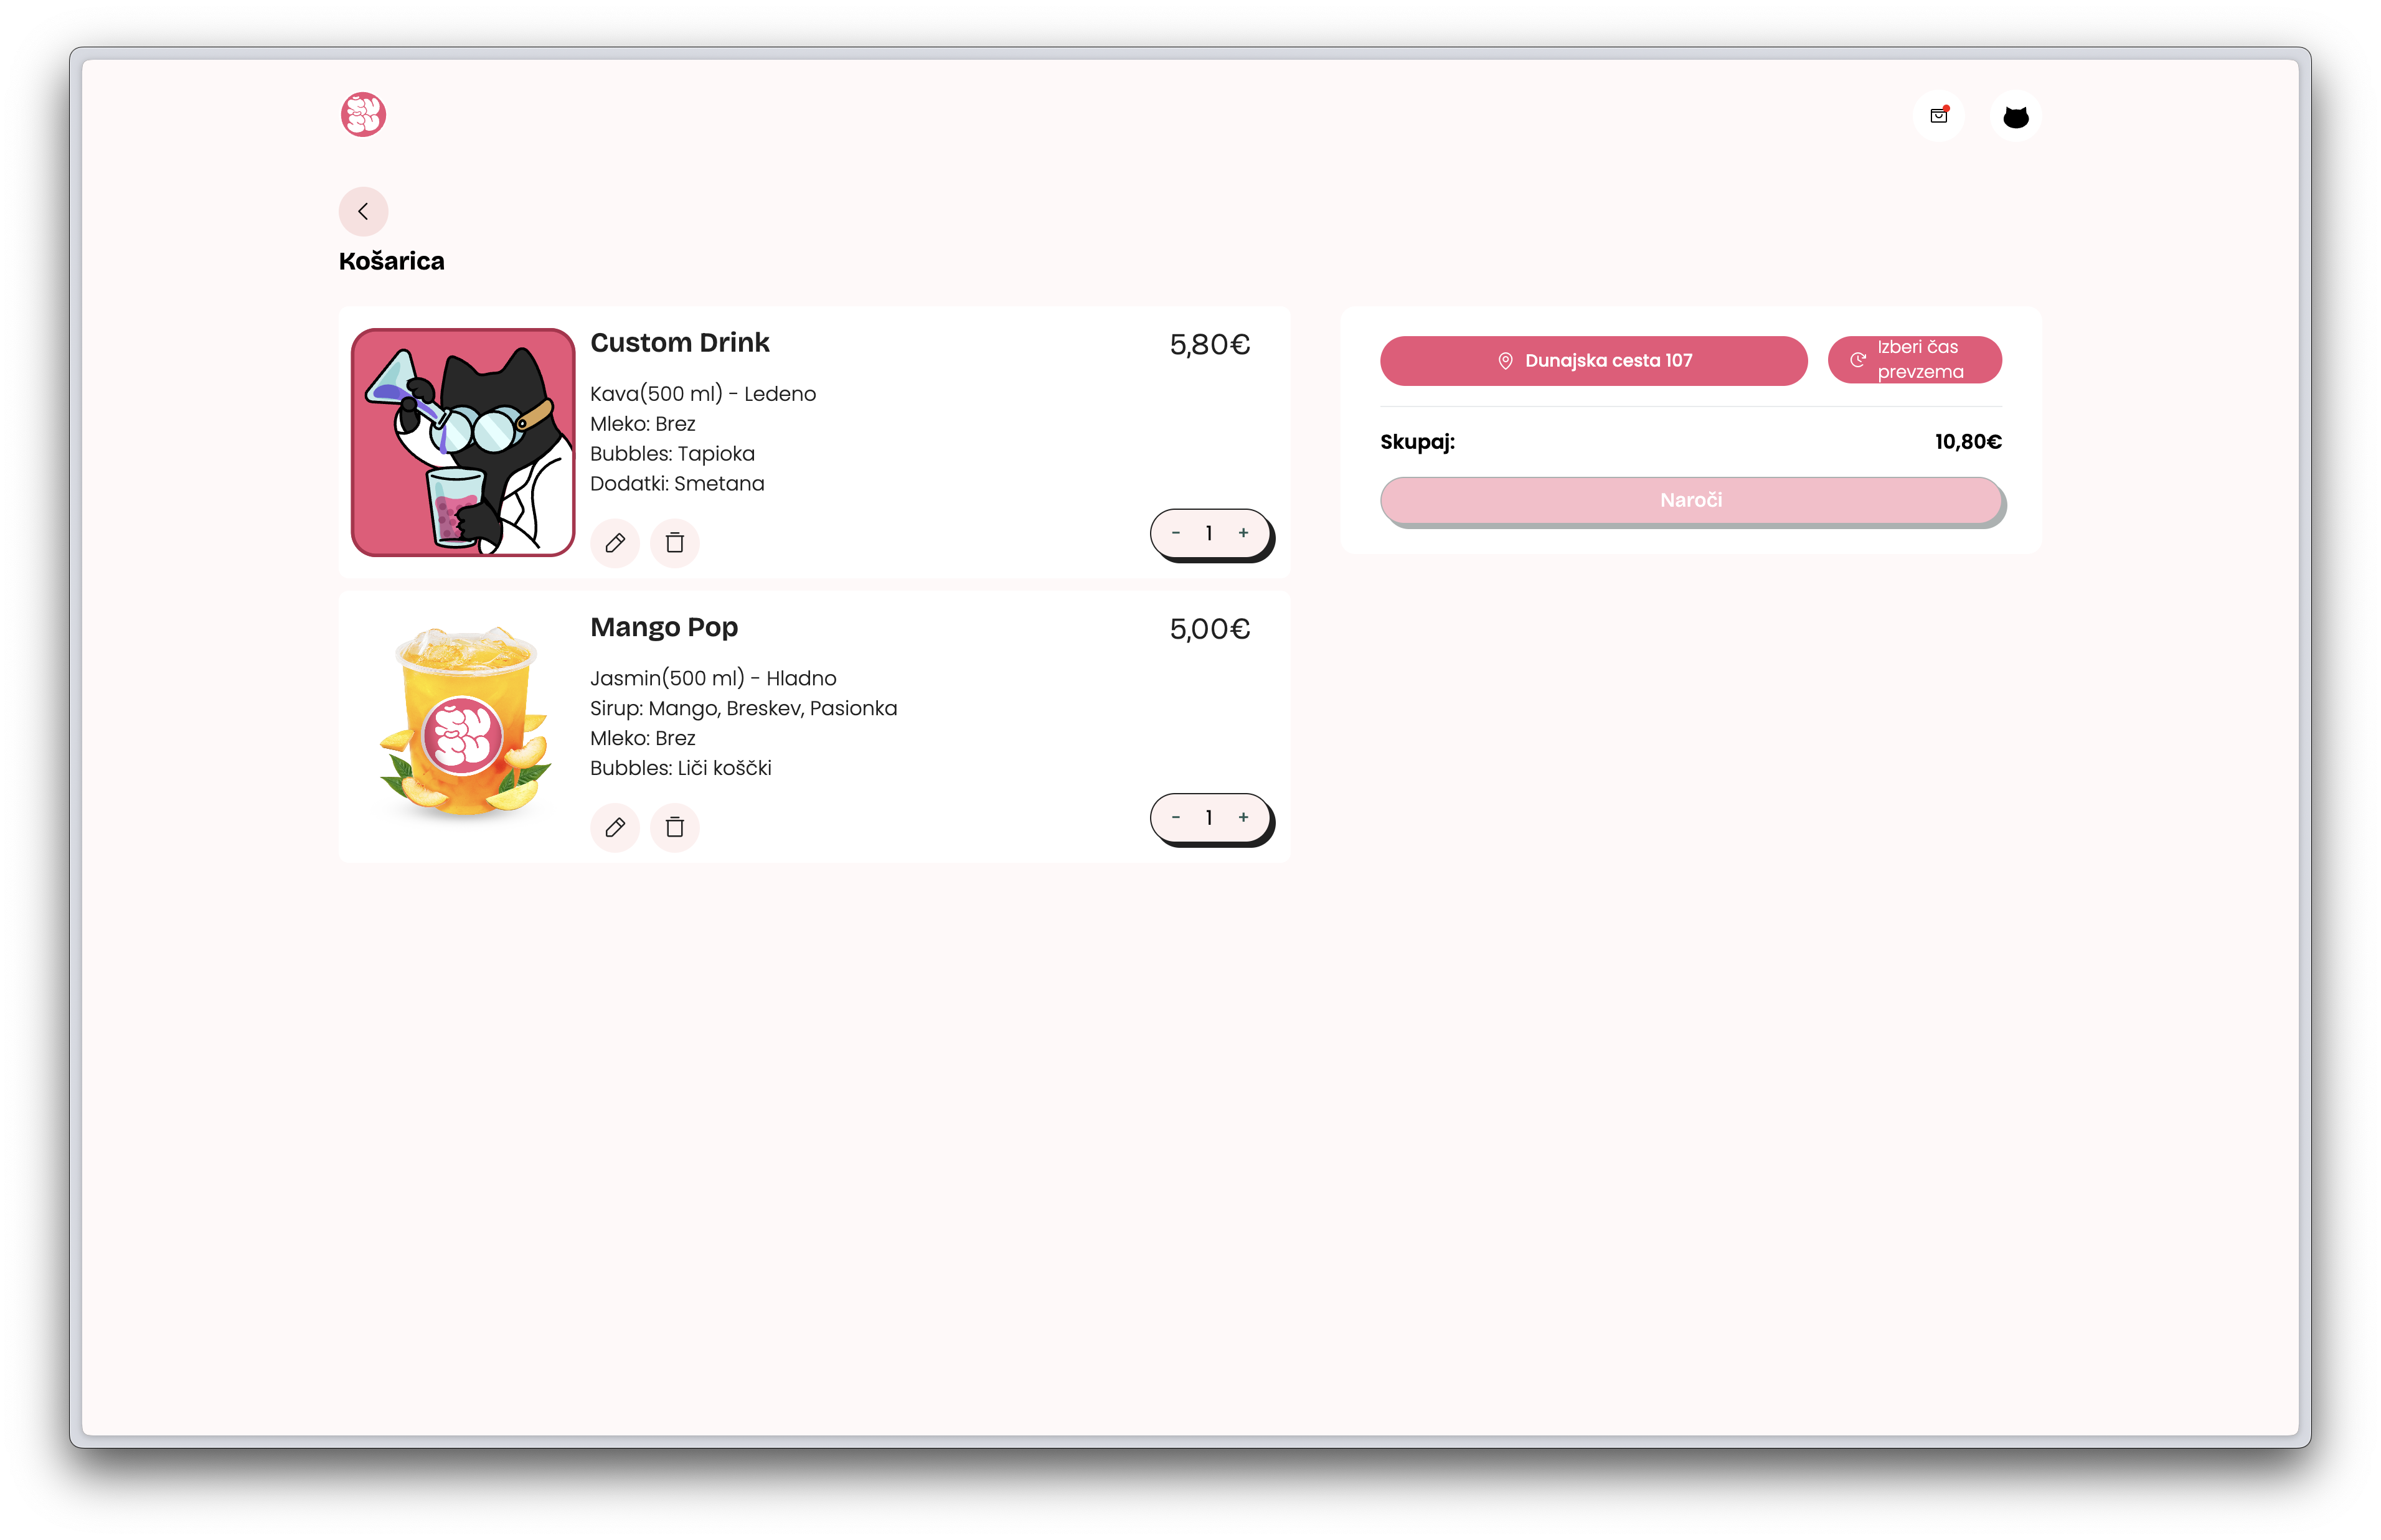 Košarica
Custom Drink
5,80€
Kava(500 ml) - Ledeno
Mleko: Brez
Bubbles: Tapioka
Dodatki: Smetana
- 1 +
Mango Pop
5,00€
Jasmin(500 ml) - Hladno
Sirup: Mango, Breskev, Pasionka
Mleko: Brez
Bubbles: Liči koščki
- 1 +
Dunajska cesta 107
Izberi čas
prevzema
Skupaj:
10,80€
Naroči